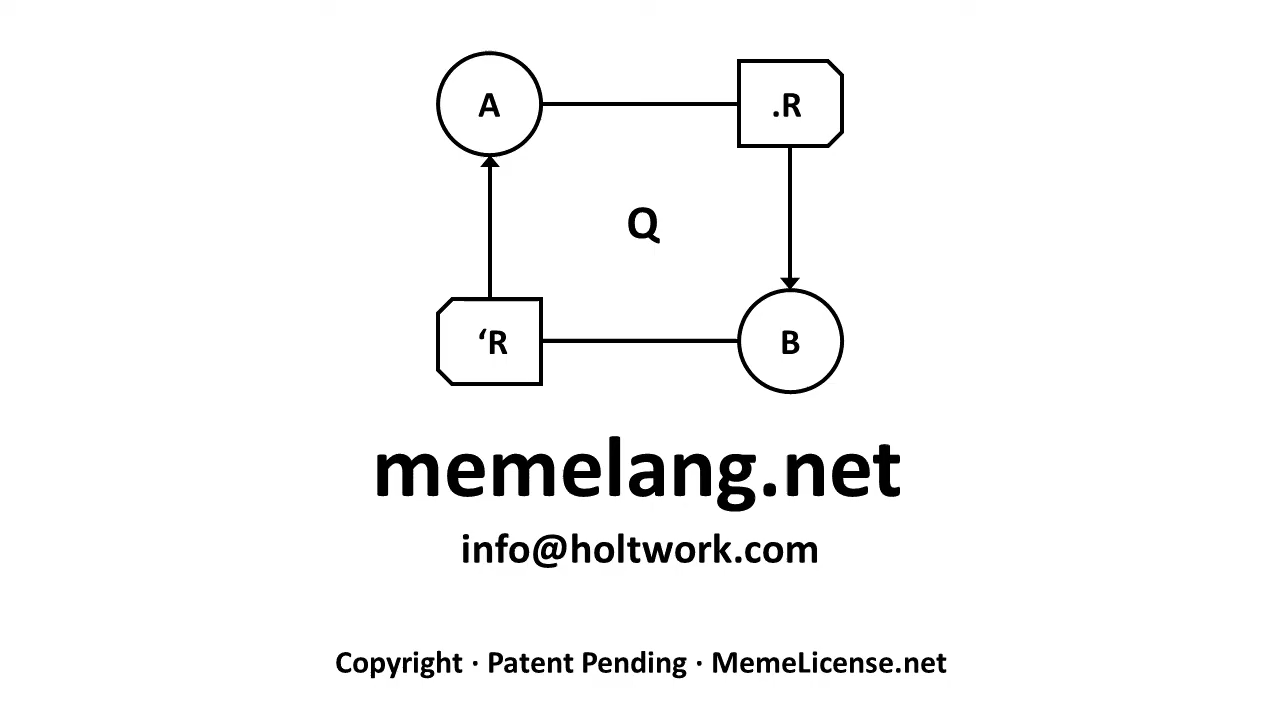 A .R
Q
‘R B
memelang.net
info@holtwork.com
Copyright · Patent Pending · MemeLicense.net